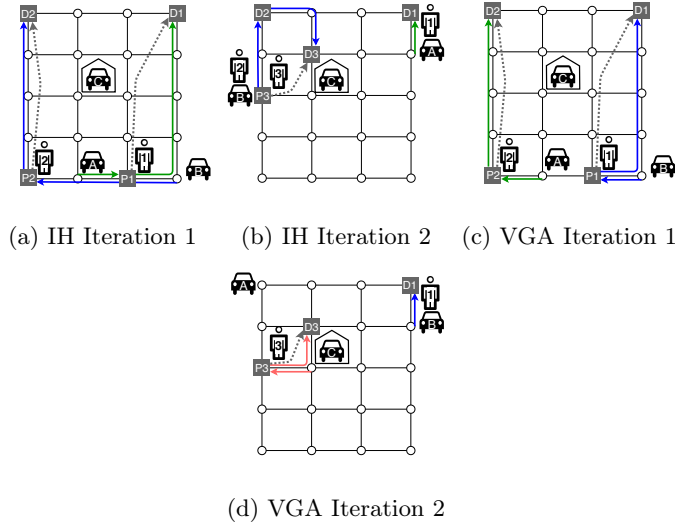 D2 D1
C
2 A 1
P2 P1 B
(a) IH Iteration 1
D2 D1 1
D3 A
2 3 C
B P3
(b) IH Iteration 2
D2 D1
C
2 A 1
P2 P1 B
(c) VGA Iteration 1
A D1 1
D3 B
3 C
P3
(d) VGA Iteration 2